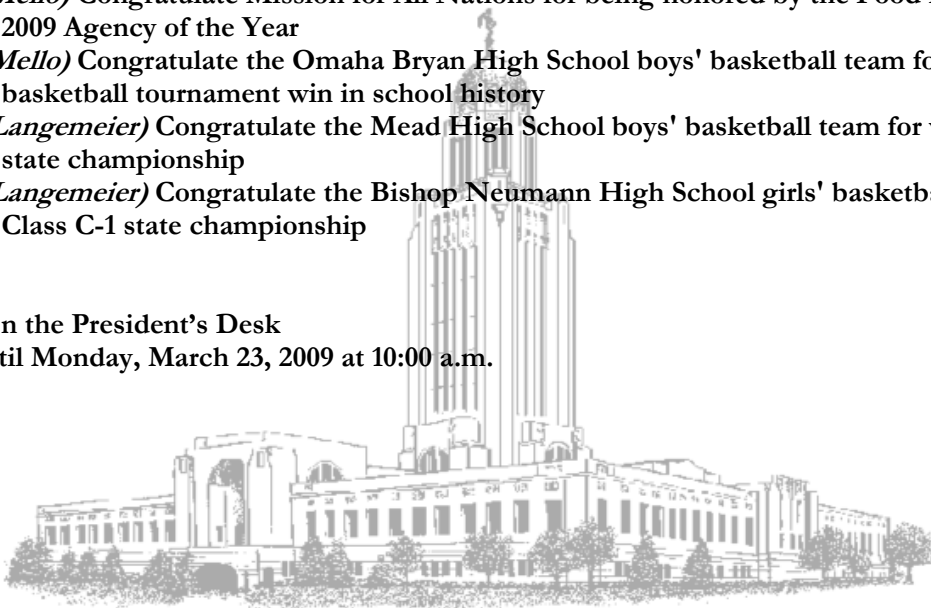 Mello) Congratulate Mission for All Nations for being honored by the Food
2009 Agency of the Year
Mello) Congratulate the Omaha Bryan High School boys' basketball team
basketball tournament win in school history
Langemeier) Congratulate the Mead High School boys' basketball team for
state championship
Langemeier) Congratulate the Bishop Neumann High School girls'
Class C-1 state championship
n the President's Desk
til Monday, March 23, 2009 at 10:00 a.m.